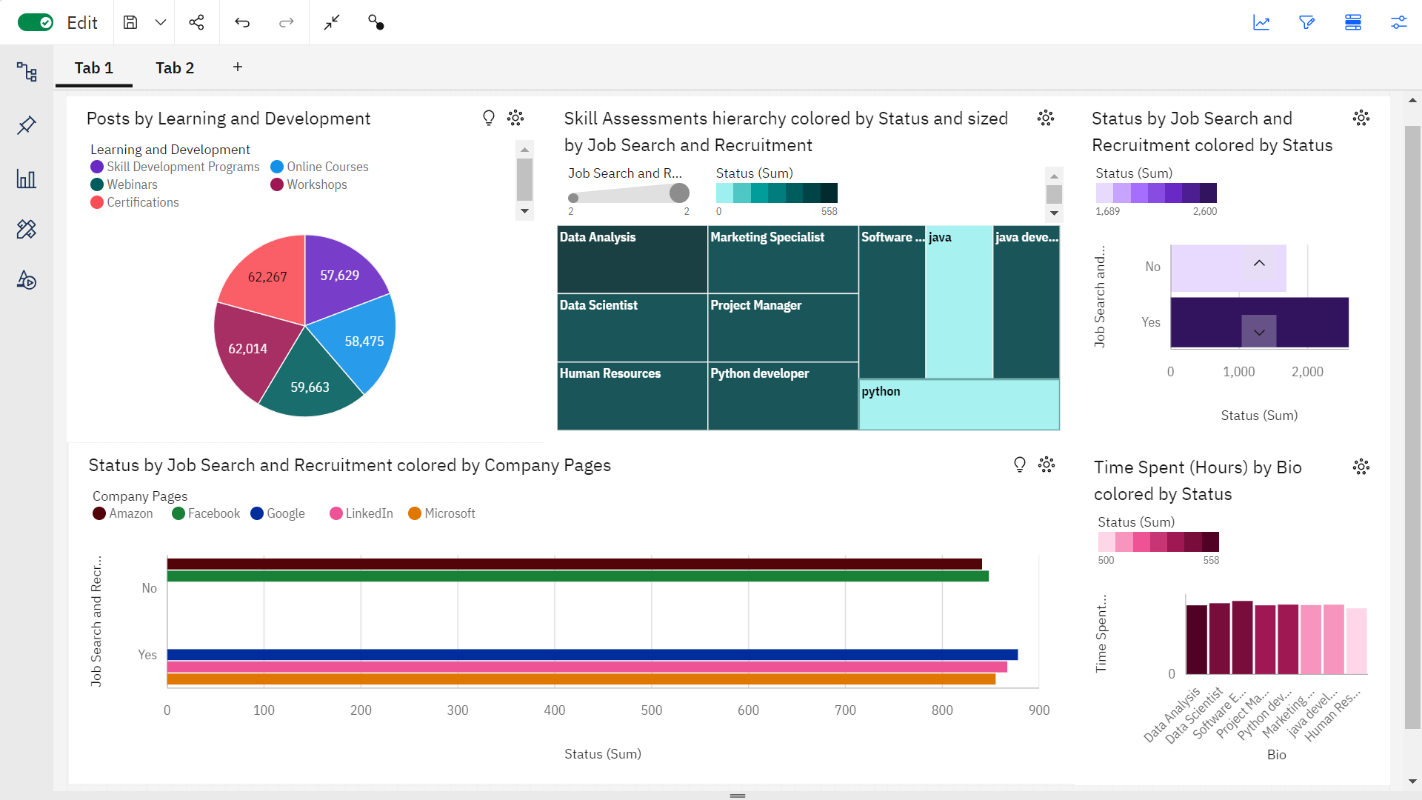 Edit
Tab 1
Tab 2
+
Posts by Learning and Development
Learning and Development
Skill Development Programs
Online Courses
Webinars
Workshops
Certifications
62,267
57,629
58,475
62,014
59,663
Skill Assessments hierarchy colored by Status and sized
by Job Search and Recruitment
Job Search and R...
2
2
Status (Sum)
0
558
Data Analysis
Marketing Specialist
Software ...
java
java deve...
Data Scientist
Project Manager
Human Resources
Python developer
python
Status by Job Search and
Recruitment colored by Status
Status (Sum)
1,689
2,600
Job Search and...
No
Yes
0
1,000
2,000
Status (Sum)
Status by Job Search and Recruitment colored by Company Pages
Company Pages
Amazon
Facebook
Google
LinkedIn
Microsoft
Job Search and Recr...
No
Yes
0
100
200
300
400
500
600
700
800
900
Status (Sum)
Time Spent (Hours) by Bio
colored by Status
Status (Sum)
500
558
Time Spent...
0
Data Analysis
Data Scientist
Software E...
Project Ma...
Python dev...
Marketing ...
java devel...
Human Res...
Bio